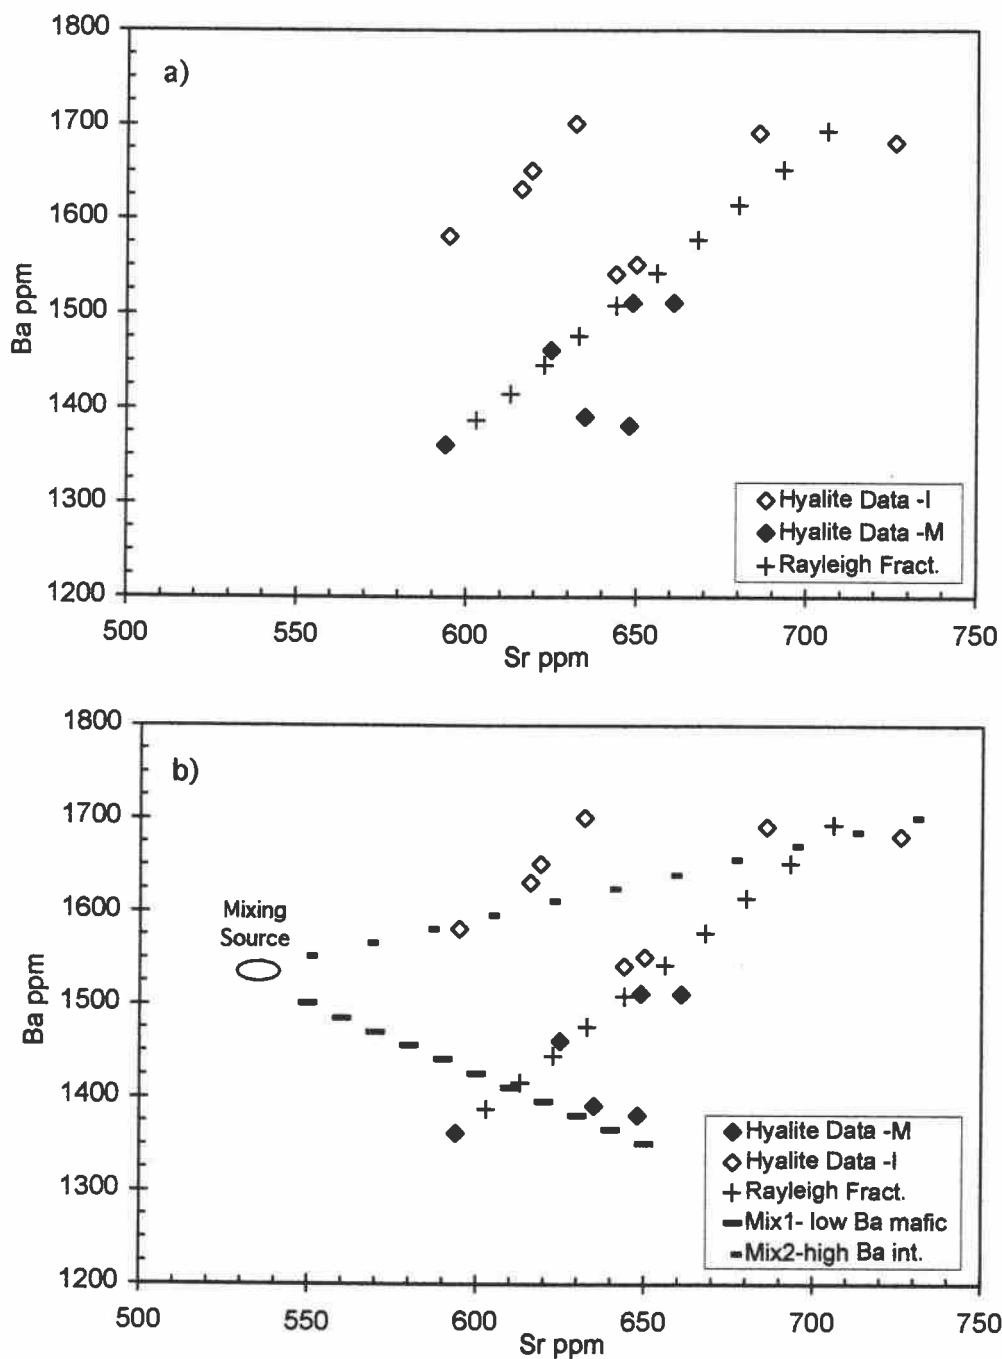 a)
1800
1700
1600
1500
1400
1300
1200
Ba ppm
500 550 600 650 700 750
Sr ppm
Hyalite Data -I
Hyalite Data -M
Rayleigh Fract.
b)
1800
1700
1600
1500
1400
1300
1200
Ba ppm
Mixing
Source
500 550 600 650 700 750
Sr ppm
Hyalite Data -M
Hyalite Data -I
Rayleigh Fract.
Mix1- low Ba mafic
Mix2-high Ba int.